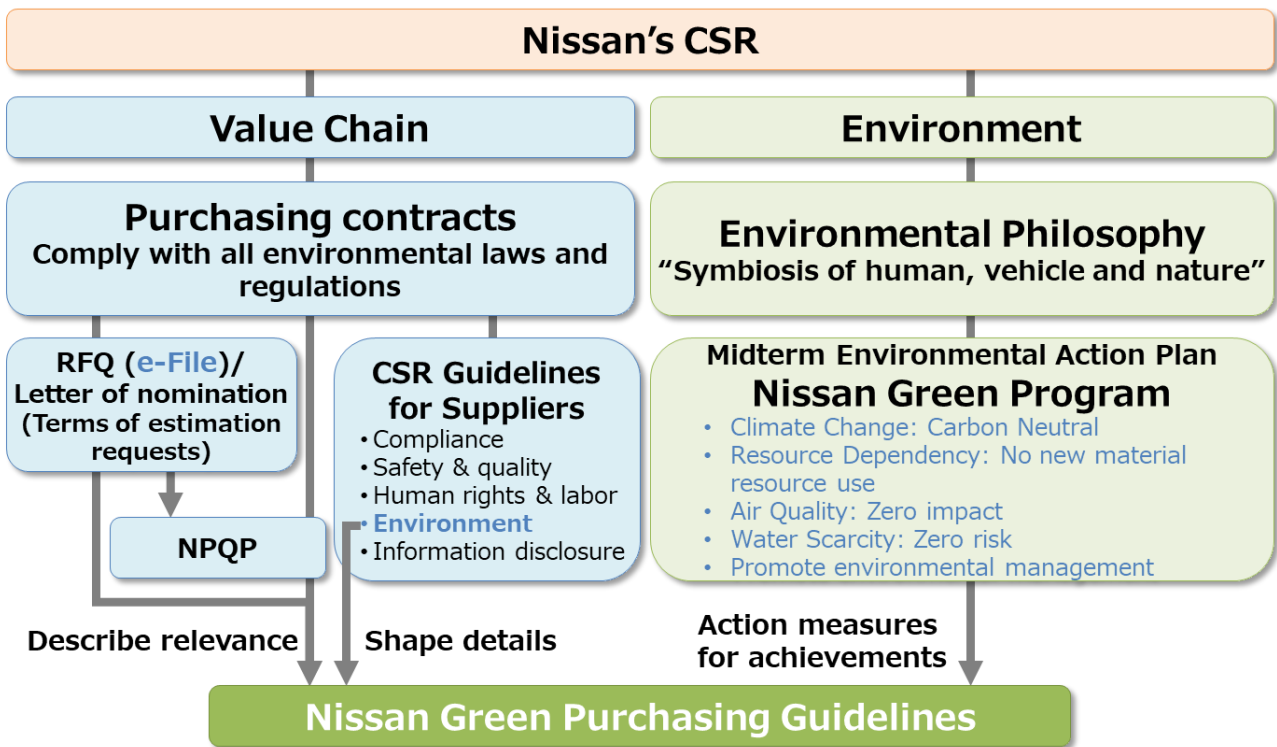 Nissan's CSR
Value Chain
Environment
Purchasing contracts
Comply with all environmental laws and
regulations
Environmental Philosophy
“Symbiosis of human, vehicle and nature”
RFQ (e-File)/
Letter of nomination
(Terms of estimation
requests)
NPQP
CSR Guidelines
for Suppliers
• Compliance
• Safety & quality
• Human rights & labor
• Environment
• Information disclosure
Midterm Environmental Action Plan
Nissan Green Program
• Climate Change: Carbon Neutral
• Resource Dependency: No new material
resource use
• Air Quality: Zero impact
• Water Scarcity: Zero risk
• Promote environmental management
Describe relevance
Shape details
Action measures
for achievements
Nissan Green Purchasing Guidelines